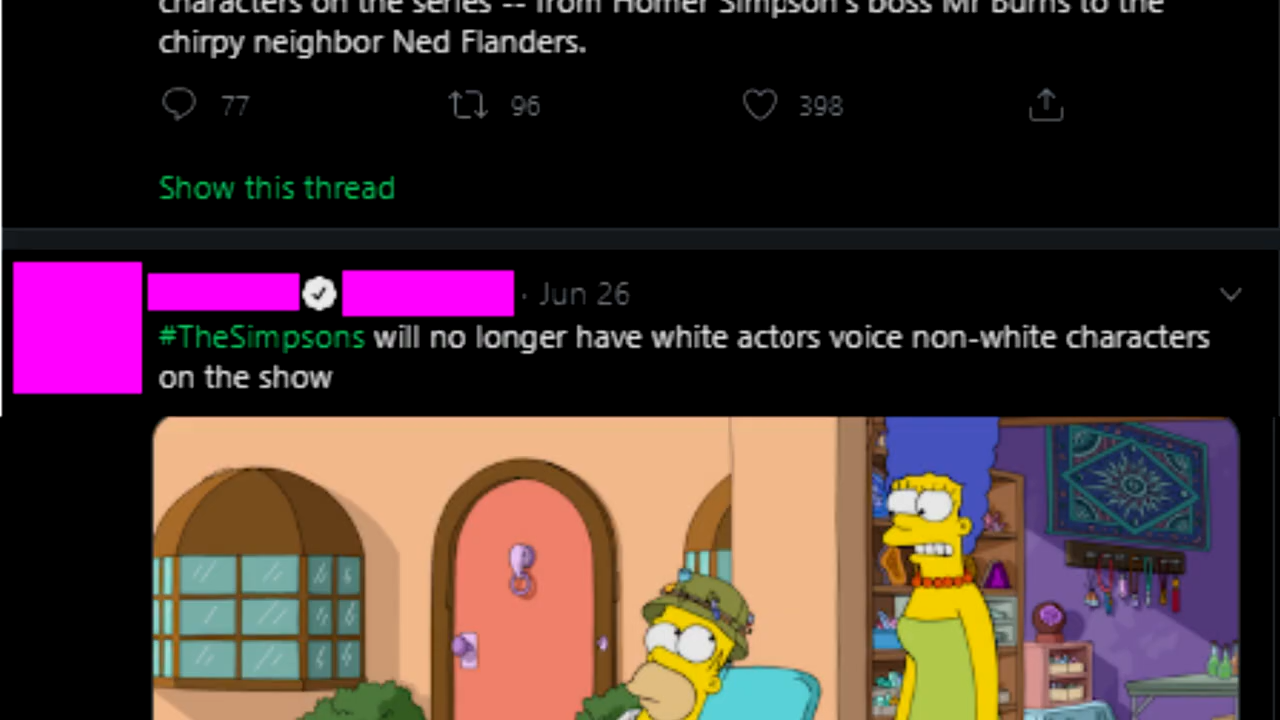 characters on the series -- from Homer Simpson's boss Mr Burns to the
chirpy neighbor Ned Flanders.
77 96 398
Show this thread
· Jun 26
#TheSimpsons will no longer have white actors voice non-white characters
on the show